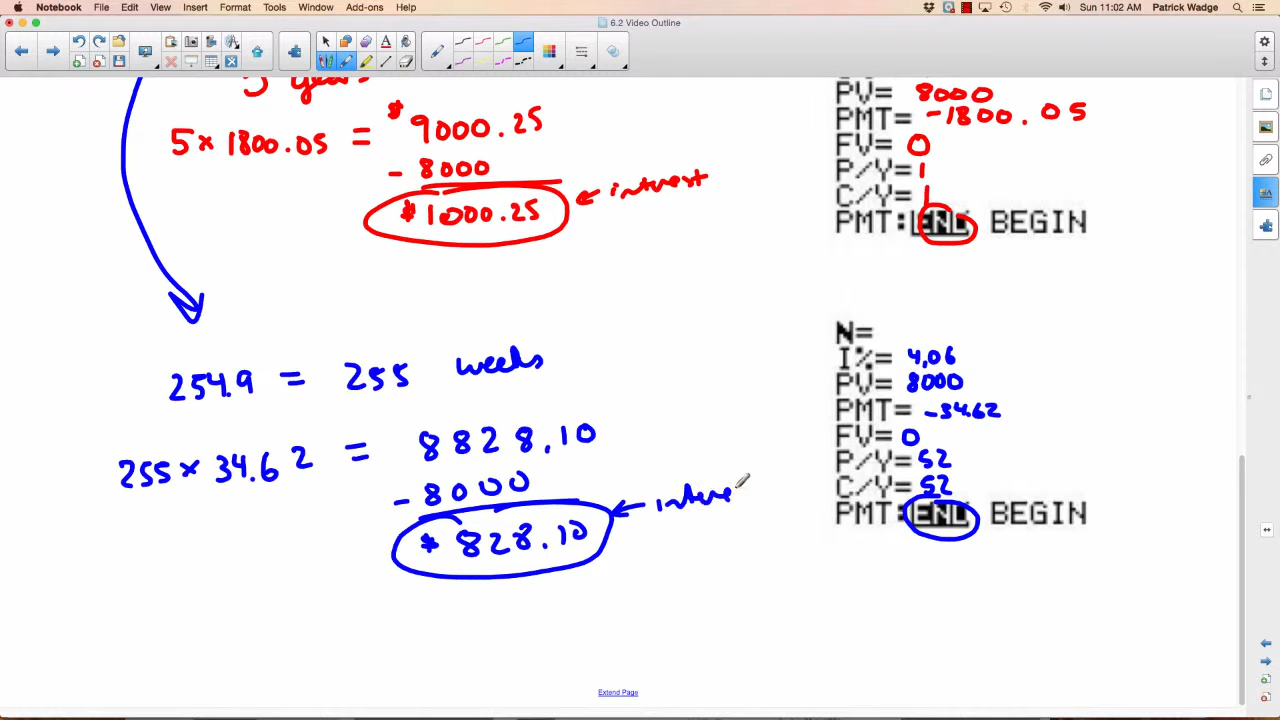 Notebook File Edit View Insert Format Tools Window Add-ons Help Sun 11:02 AM Patrick Wadge
6.2 Video Outline
5 years
5 × 1800.05 = $9000.25
- 8000
$1000.25 ← interest
PV= 8000
PMT= -1800.05
FV= 0
P/Y= 1
C/Y= 1
PMT:END BEGIN
254.9 = 255 weeks
255 × 34.62 = 8828.10
- 8000
$828.10 ← intere
N=
I%= 4.06
PV= 8000
PMT= -34.62
FV= 0
P/Y= 52
C/Y= 52
PMT:END BEGIN
Extend Page